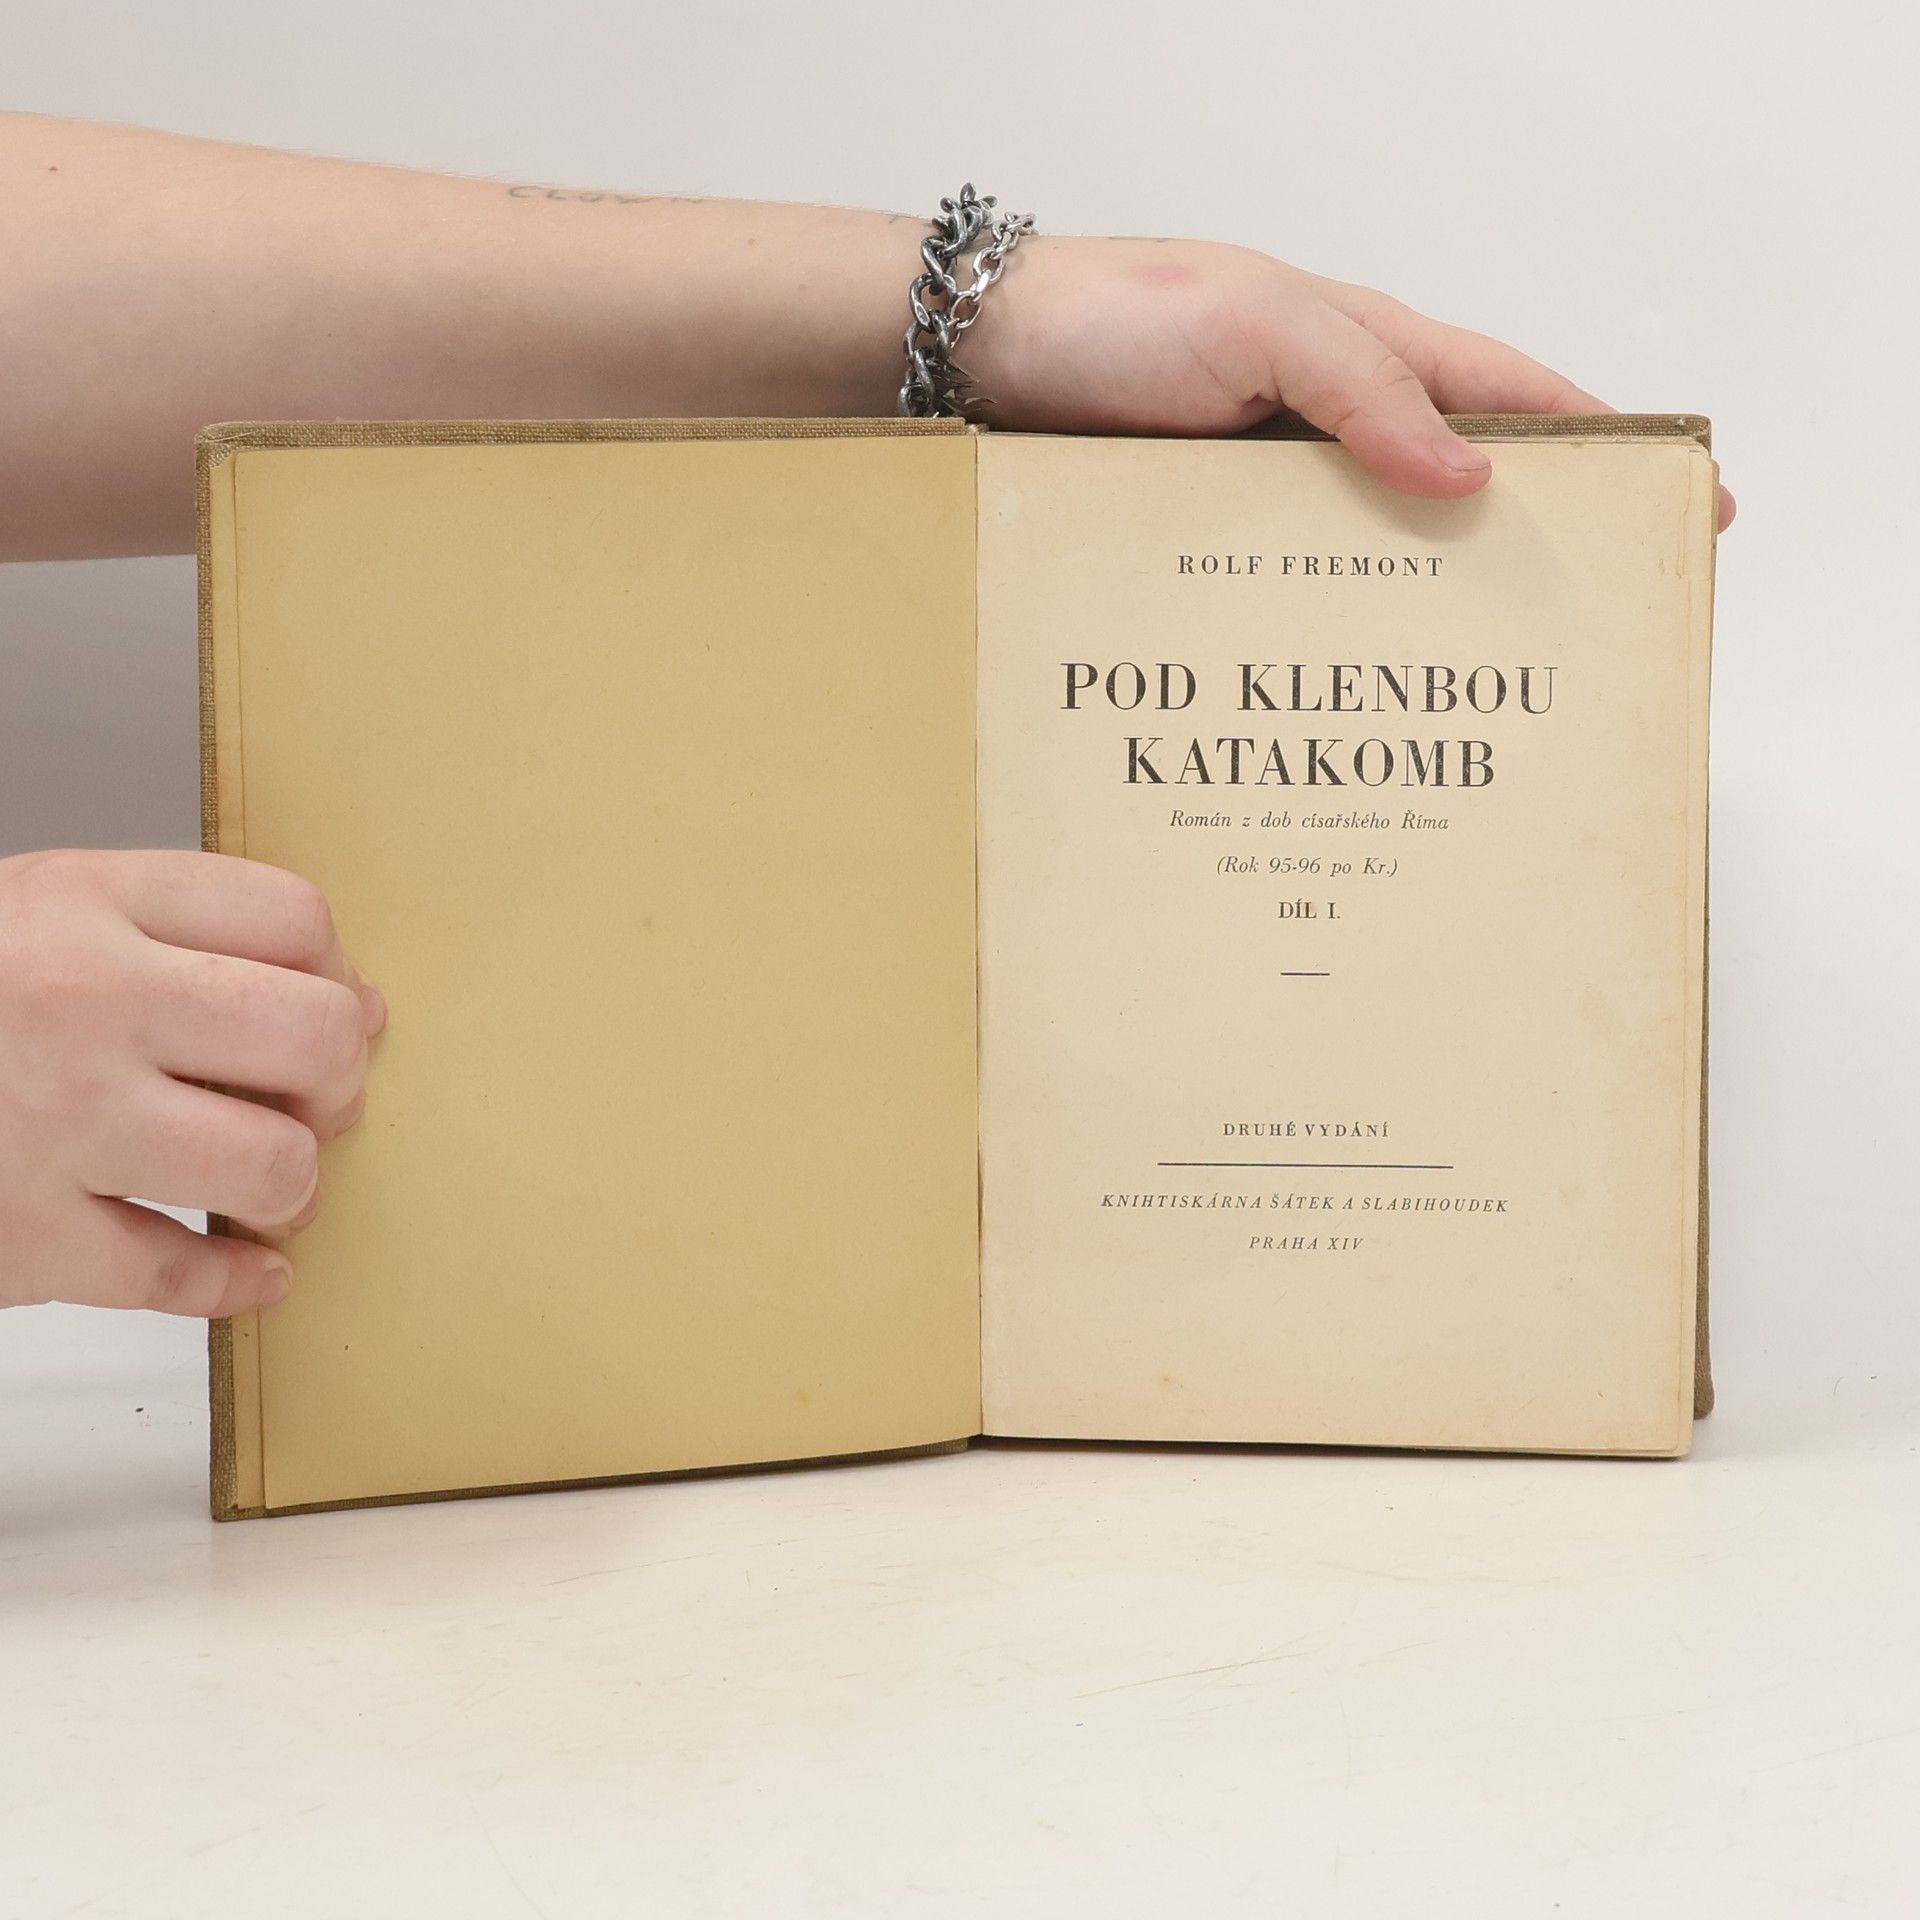 CLOWN
ROLF FREMONT
POD KLENBOU
KATAKOMB
Román z dob císařského Říma
(Rok 95-96 po Kr.)
DÍL I.
DRUHÉ VYDÁNÍ
KNIHTISKÁRNA ŠÁTEK A SLABIHOUDEK
PRAHA XIV